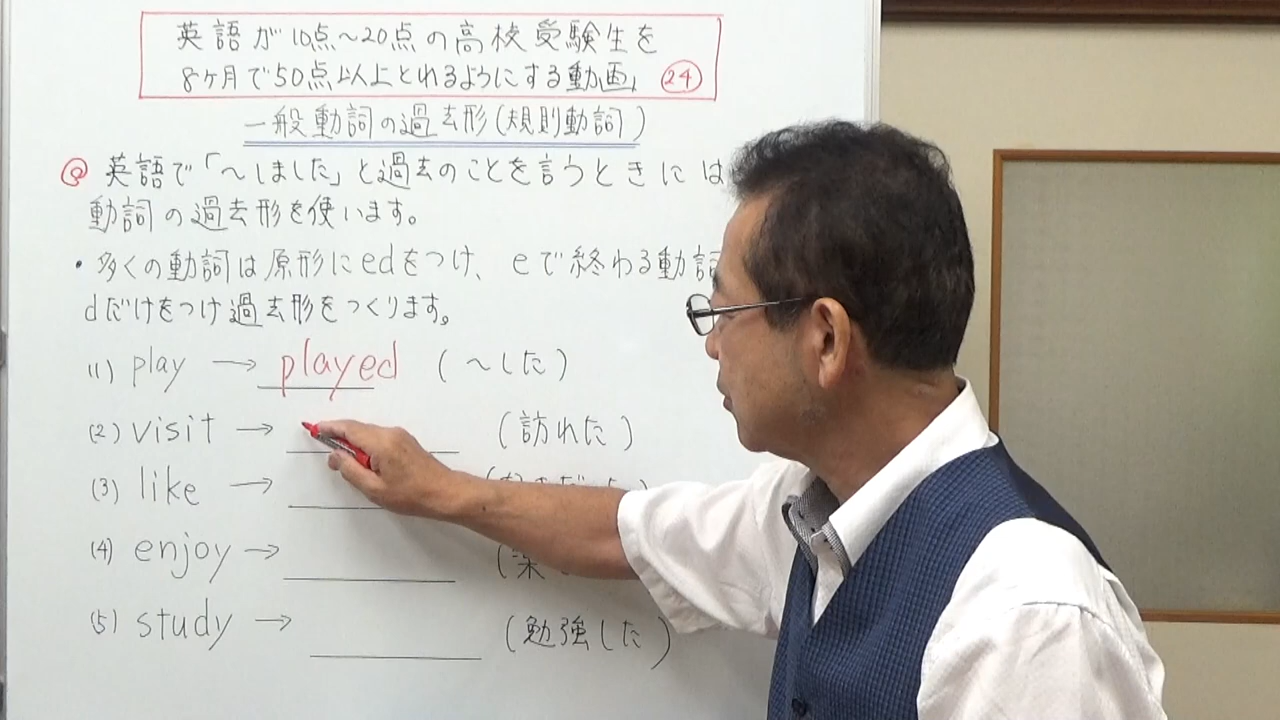 英語が10点~20点の高校受験生を
8ヶ月で50点以上とれるようにする動画」 24
一般動詞の過去形(規則動詞)
◎ 英語で「~しました」と過去のことを言うときには
動詞の過去形を使います。
・多くの動詞は原形にedをつけ、eで終わる動詞
dだけをつけ過去形をつくります。
(1) play → played (~した)
(2) visit → (訪れた)
(3) like →
(4) enjoy → (楽
(5) study → (勉強した)